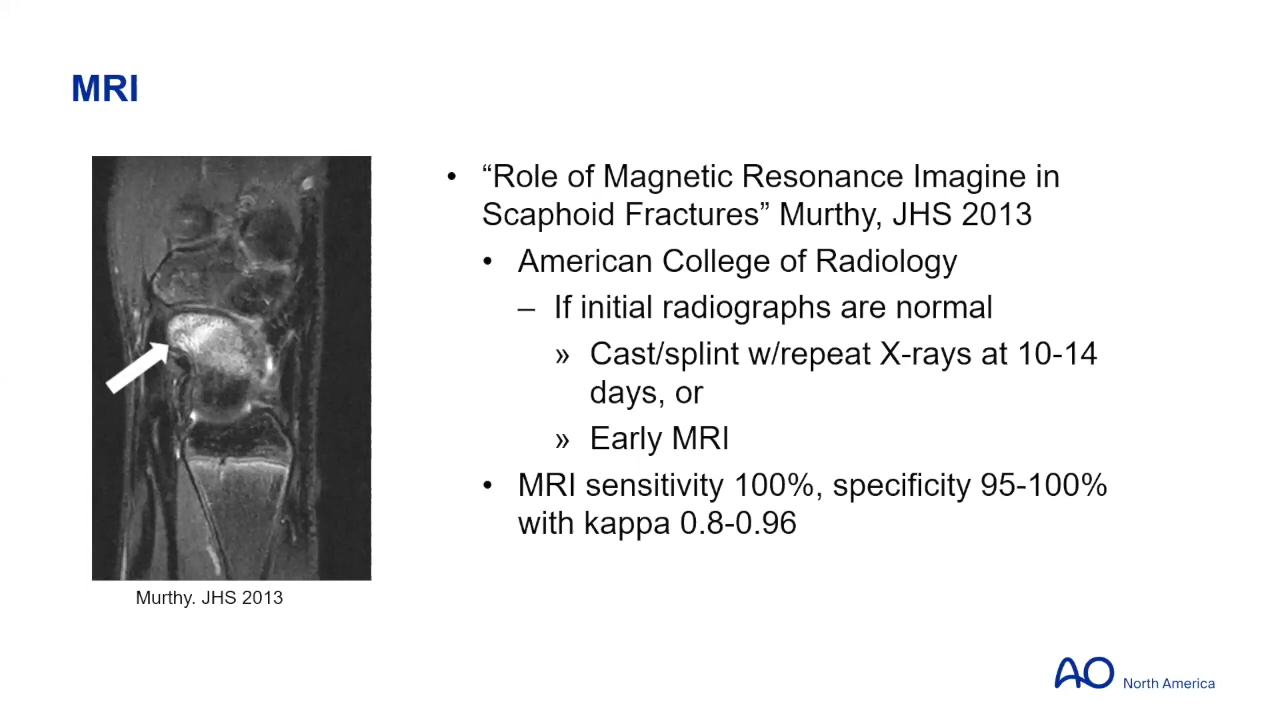 MRI
• “Role of Magnetic Resonance Imagine in
Scaphoid Fractures” Murthy, JHS 2013
• American College of Radiology
– If initial radiographs are normal
» Cast/splint w/repeat X-rays at 10-14
days, or
» Early MRI
• MRI sensitivity 100%, specificity 95-100%
with kappa 0.8-0.96
Murthy. JHS 2013
AO North America